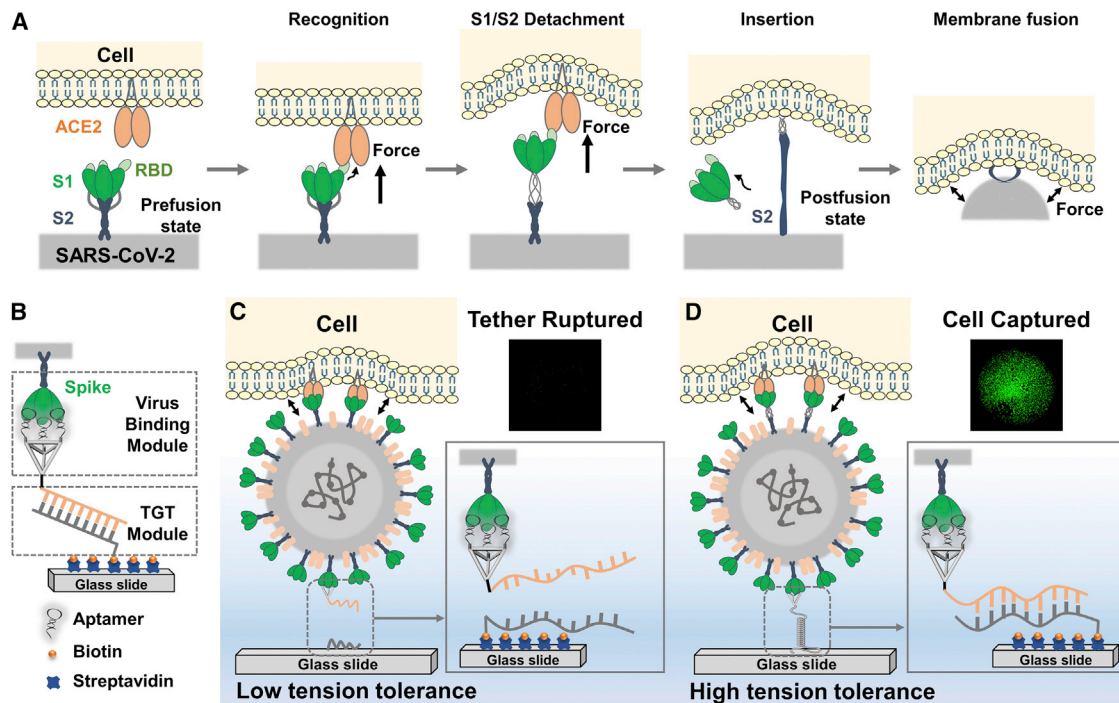 A
Recognition
S1/S2 Detachment
Insertion
Membrane fusion
Cell
ACE2
RBD
S1
S2
Prefusion
state
SARS-CoV-2
Force
Force
S2
Postfusion
state
Force
B
Spike
Virus
Binding
Module
TGT
Module
Glass slide
Aptamer
Biotin
Streptavidin
C
Cell
Tether Ruptured
Glass slide
Glass slide
Low tension tolerance
D
Cell
Cell Captured
Glass slide
Glass slide
High tension tolerance